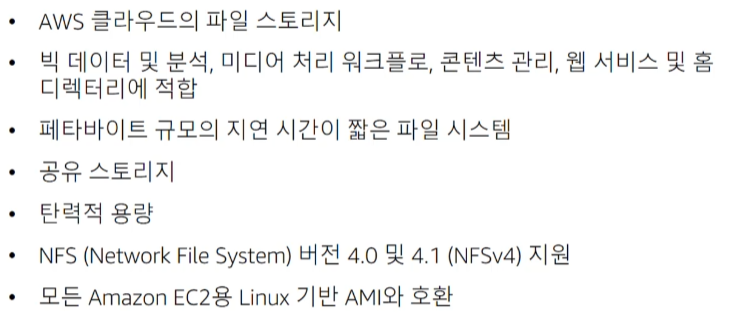 • AWS 클라우드의 파일 스토리지
• 빅 데이터 및 분석, 미디어 처리 워크플로, 콘텐츠 관리, 웹 서비스 및 홈
디렉터리에 적합
• 페타바이트 규모의 지연 시간이 짧은 파일 시스템
• 공유 스토리지
• 탄력적 용량
• NFS (Network File System) 버전 4.0 및 4.1 (NFSv4) 지원
• 모든 Amazon EC2용 Linux 기반 AMI와 호환